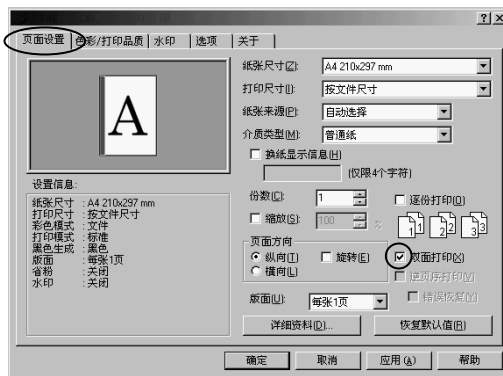 页面设置 色彩/打印品质 水印 选项 关于
A
纸张尺寸(Z): A4 210x297 mm
打印尺寸(I): 按文件尺寸
纸张来源(P): 自动选择
介质类型(M): 普通纸
换纸显示信息(H)
(仅限4个字符)
份数(C): 1 逐份打印(O)
缩放(S): 100 %
1 1 2 2 3 3
页面方向
纵向(T) 旋转(E) 双面打印(X)
横向(L) 逆页序打印(V)
版面(U): 每张1页 错误恢复(Y)
详细资料(D)... 恢复默认值(R)
设置信息:
纸张尺寸 : A4 210x297 mm
打印尺寸 : 按文件尺寸
彩色模式 : 文件
打印模式 : 标准
黑色生成 : 黑色
版面 : 每张1页
省粉 : 关闭
水印 : 关闭
确定 取消 应用(A) 帮助